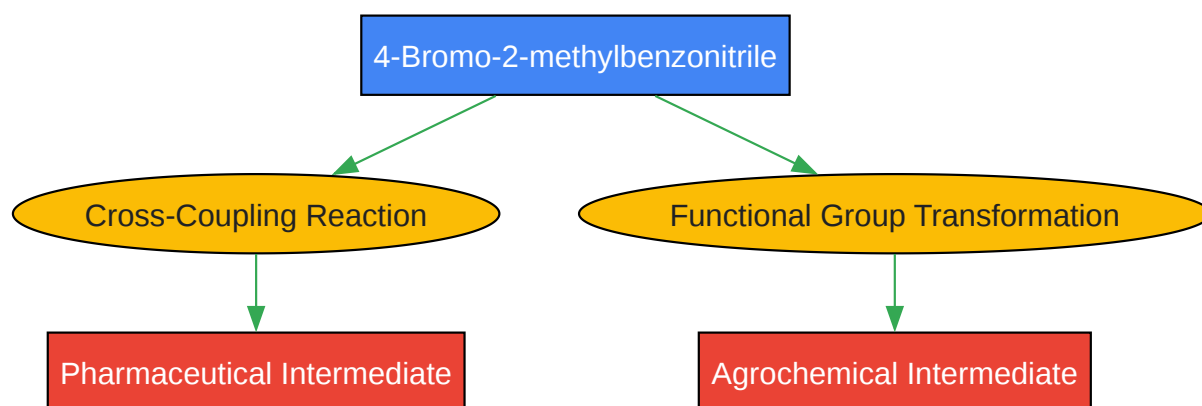 4-Bromo-2-methylbenzonitrile
Cross-Coupling Reaction
Functional Group Transformation
Pharmaceutical Intermediate
Agrochemical Intermediate